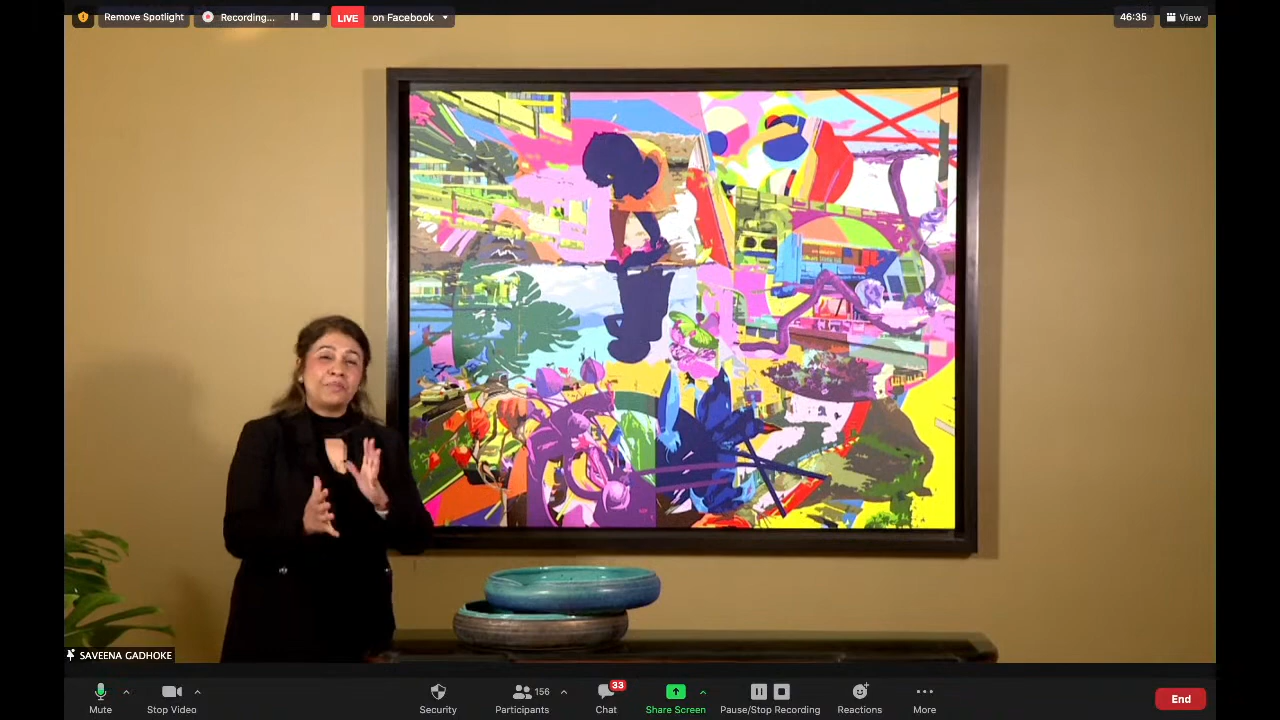 Remove Spotlight
Recording...
LIVE
on Facebook
46:35
View
SAVEENA GADHOKE
Mute
Stop Video
Security
Participants
156
Chat
33
Share Screen
Pause/Stop Recording
Reactions
More
End